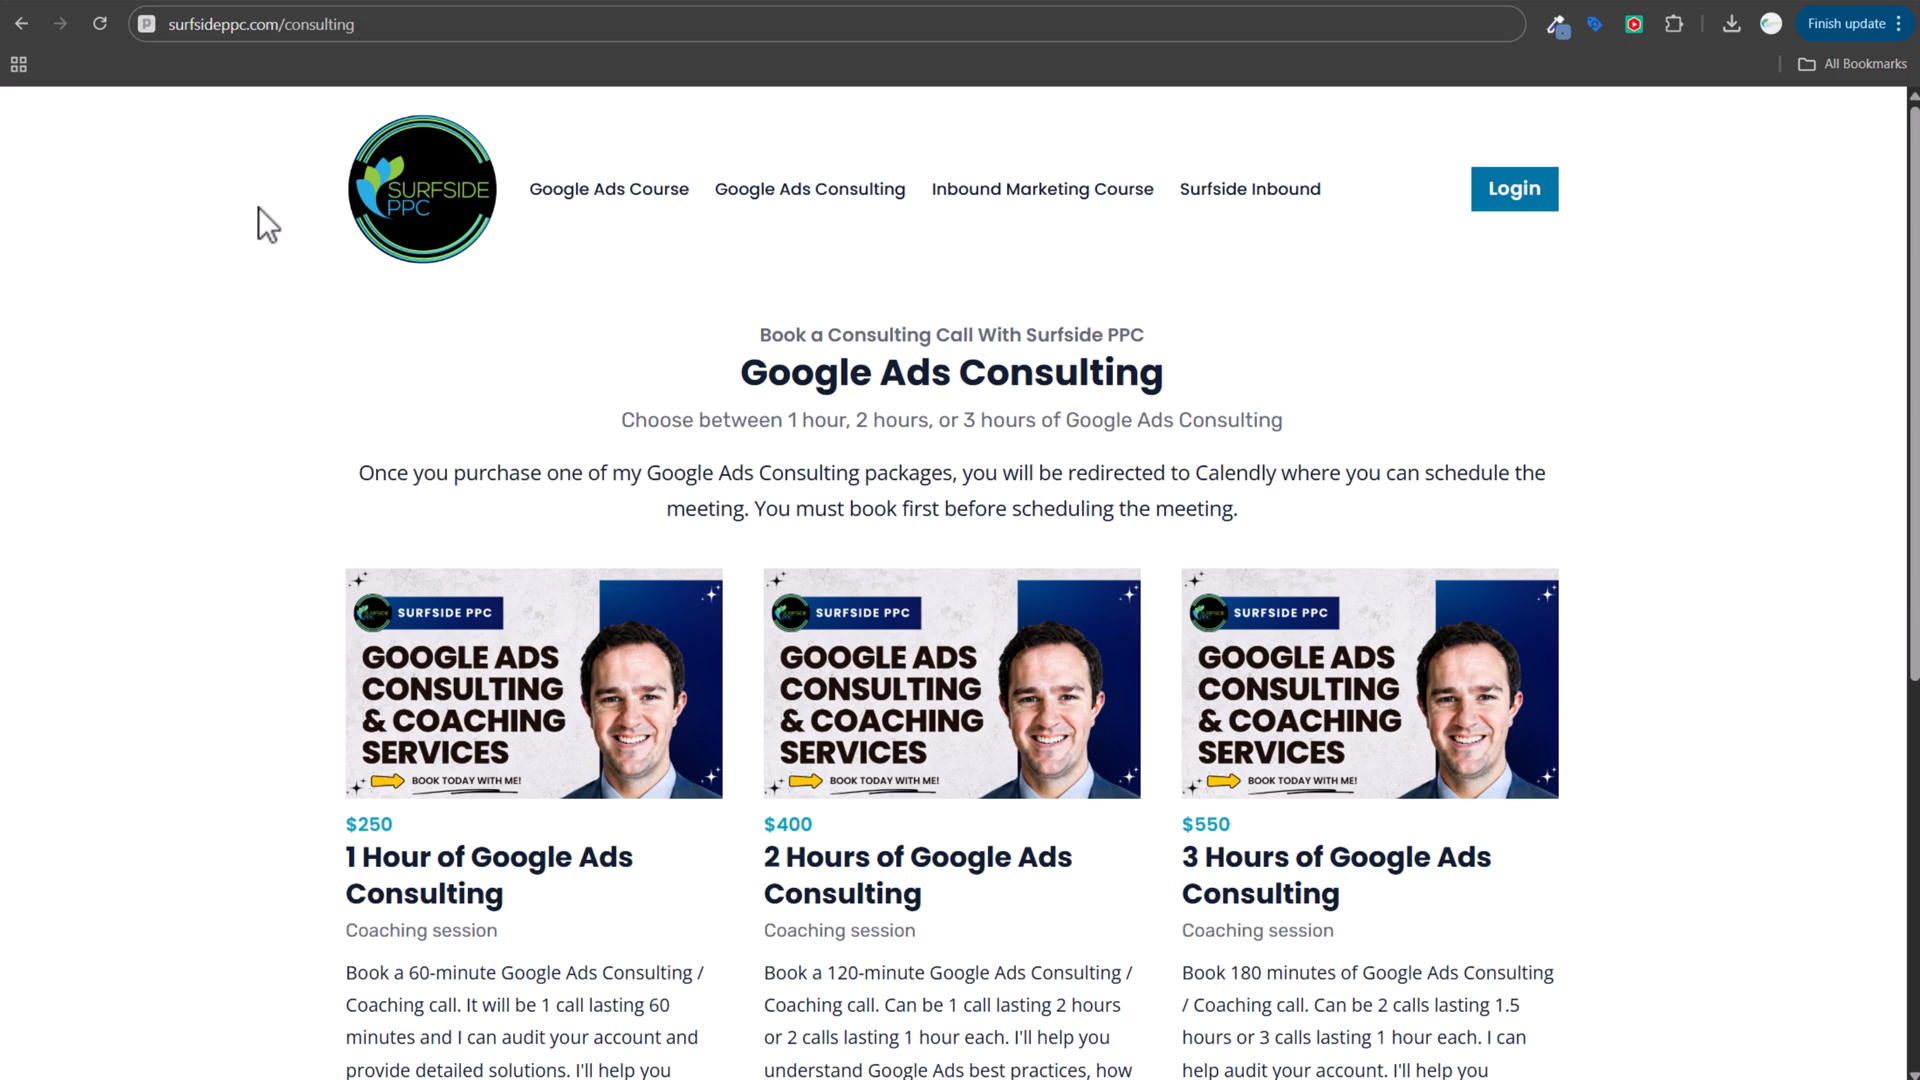 surfsideppc.com/consulting
Finish update
All Bookmarks
SURFSIDE
PPC
Google Ads Course
Google Ads Consulting
Inbound Marketing Course
Surfside Inbound
Login
Book a Consulting Call With Surfside PPC
Google Ads Consulting
Choose between 1 hour, 2 hours, or 3 hours of Google Ads Consulting
Once you purchase one of my Google Ads Consulting packages, you will be redirected to Calendly where you can schedule the
meeting. You must book first before scheduling the meeting.
SURFSIDE PPC
GOOGLE ADS
CONSULTING
& COACHING
SERVICES
BOOK TODAY WITH ME!
$250
1 Hour of Google Ads
Consulting
Coaching session
Book a 60-minute Google Ads Consulting /
Coaching call. It will be 1 call lasting 60
minutes and I can audit your account and
provide detailed solutions. I'll help you
SURFSIDE PPC
GOOGLE ADS
CONSULTING
& COACHING
SERVICES
BOOK TODAY WITH ME!
$400
2 Hours of Google Ads
Consulting
Coaching session
Book a 120-minute Google Ads Consulting /
Coaching call. Can be 1 call lasting 2 hours
or 2 calls lasting 1 hour each. I'll help you
understand Google Ads best practices, how
SURFSIDE PPC
GOOGLE ADS
CONSULTING
& COACHING
SERVICES
BOOK TODAY WITH ME!
$550
3 Hours of Google Ads
Consulting
Coaching session
Book 180 minutes of Google Ads Consulting
/ Coaching call. Can be 2 calls lasting 1.5
hours or 3 calls lasting 1 hour each. I can
help audit your account. I'll help you